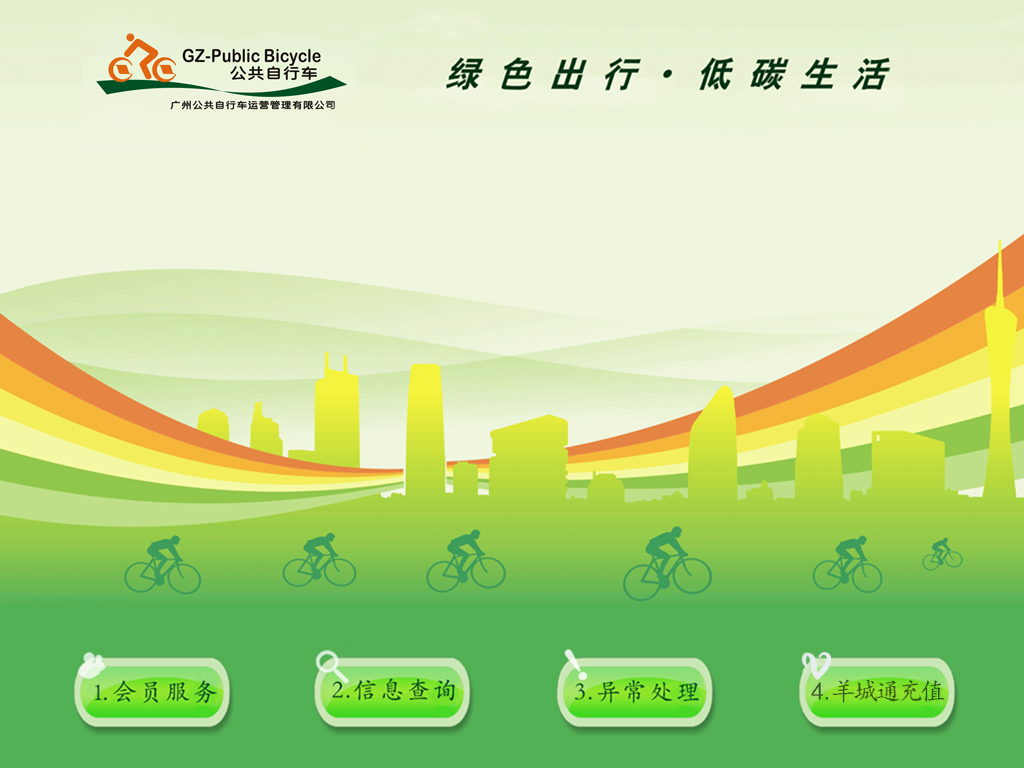 GZ-Public Bicycle
公共自行车
广州公共自行车运营管理有限公司
绿色出行·低碳生活
1.会员服务
2.信息查询
3.异常处理
4.羊城通充值